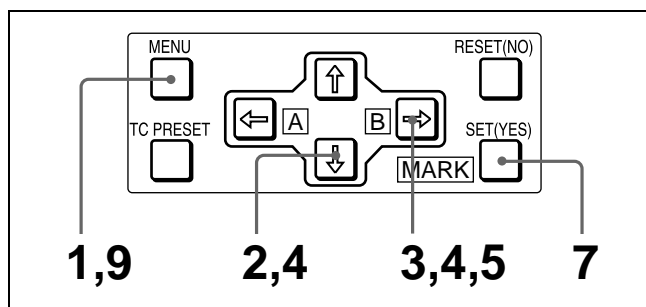 MENU RESET(NO)
A B
TC PRESET SET(YES)
MARK
1,9 2,4 3,4,5 7